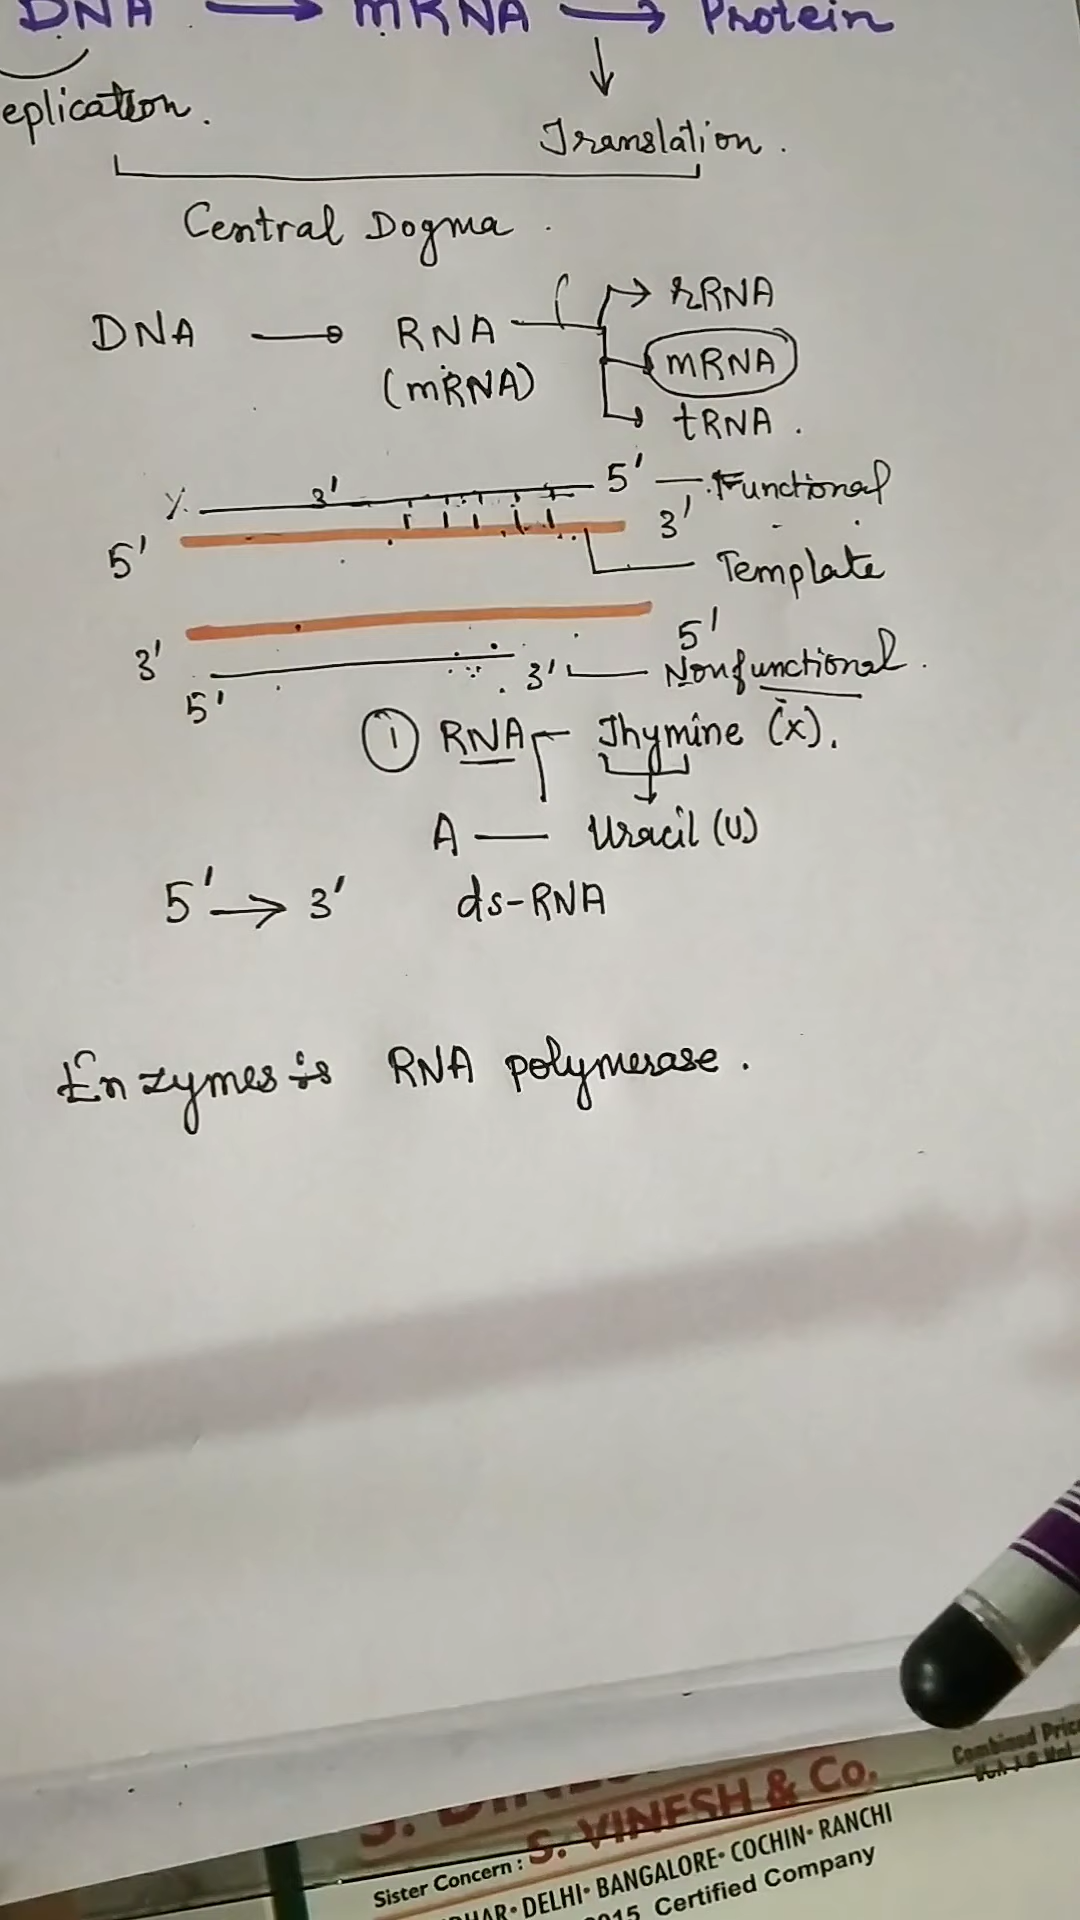 DNA → mRNA → Protein
eplication.
↓
Translation.
Central Dogma.
DNA → RNA → rRNA
(mRNA) mRNA
tRNA.
3' 5' — Functional
5' 3'
Template
3' 5'
5' 3' — Nonfunctional.
① RNA — Thymine (x).
A — Uracil (U)
5' → 3' ds-RNA
Enzymes is RNA polymerase.
Combined Price
S. VINESH & Co.
Sister Concern :
DELHI • BANGALORE • COCHIN • RANCHI
Certified Company